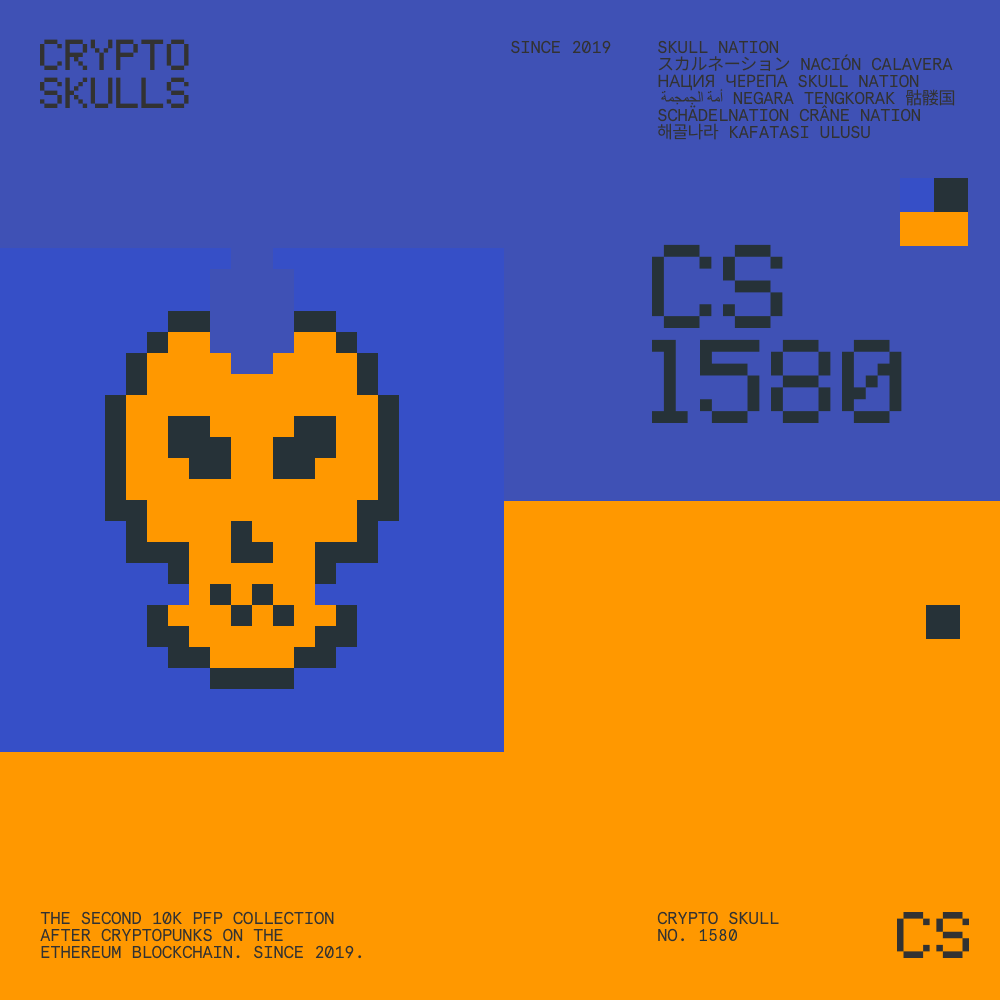 CRYPTO
SKULLS
SINCE 2019
SKULL NATION
スカルネーション NACIÓN CALAVERA
НАЦИЯ ЧЕРЕПА SKULL NATION
أمة الجمجمة NEGARA TENGKORAK 骷髅国
SCHÄDELNATION CRÂNE NATION
해골나라 KAFATASI ULUSU
CS
1580
THE SECOND 10K PFP COLLECTION
AFTER CRYPTOPUNKS ON THE
ETHEREUM BLOCKCHAIN. SINCE 2019.
CRYPTO SKULL
NO. 1580
CS